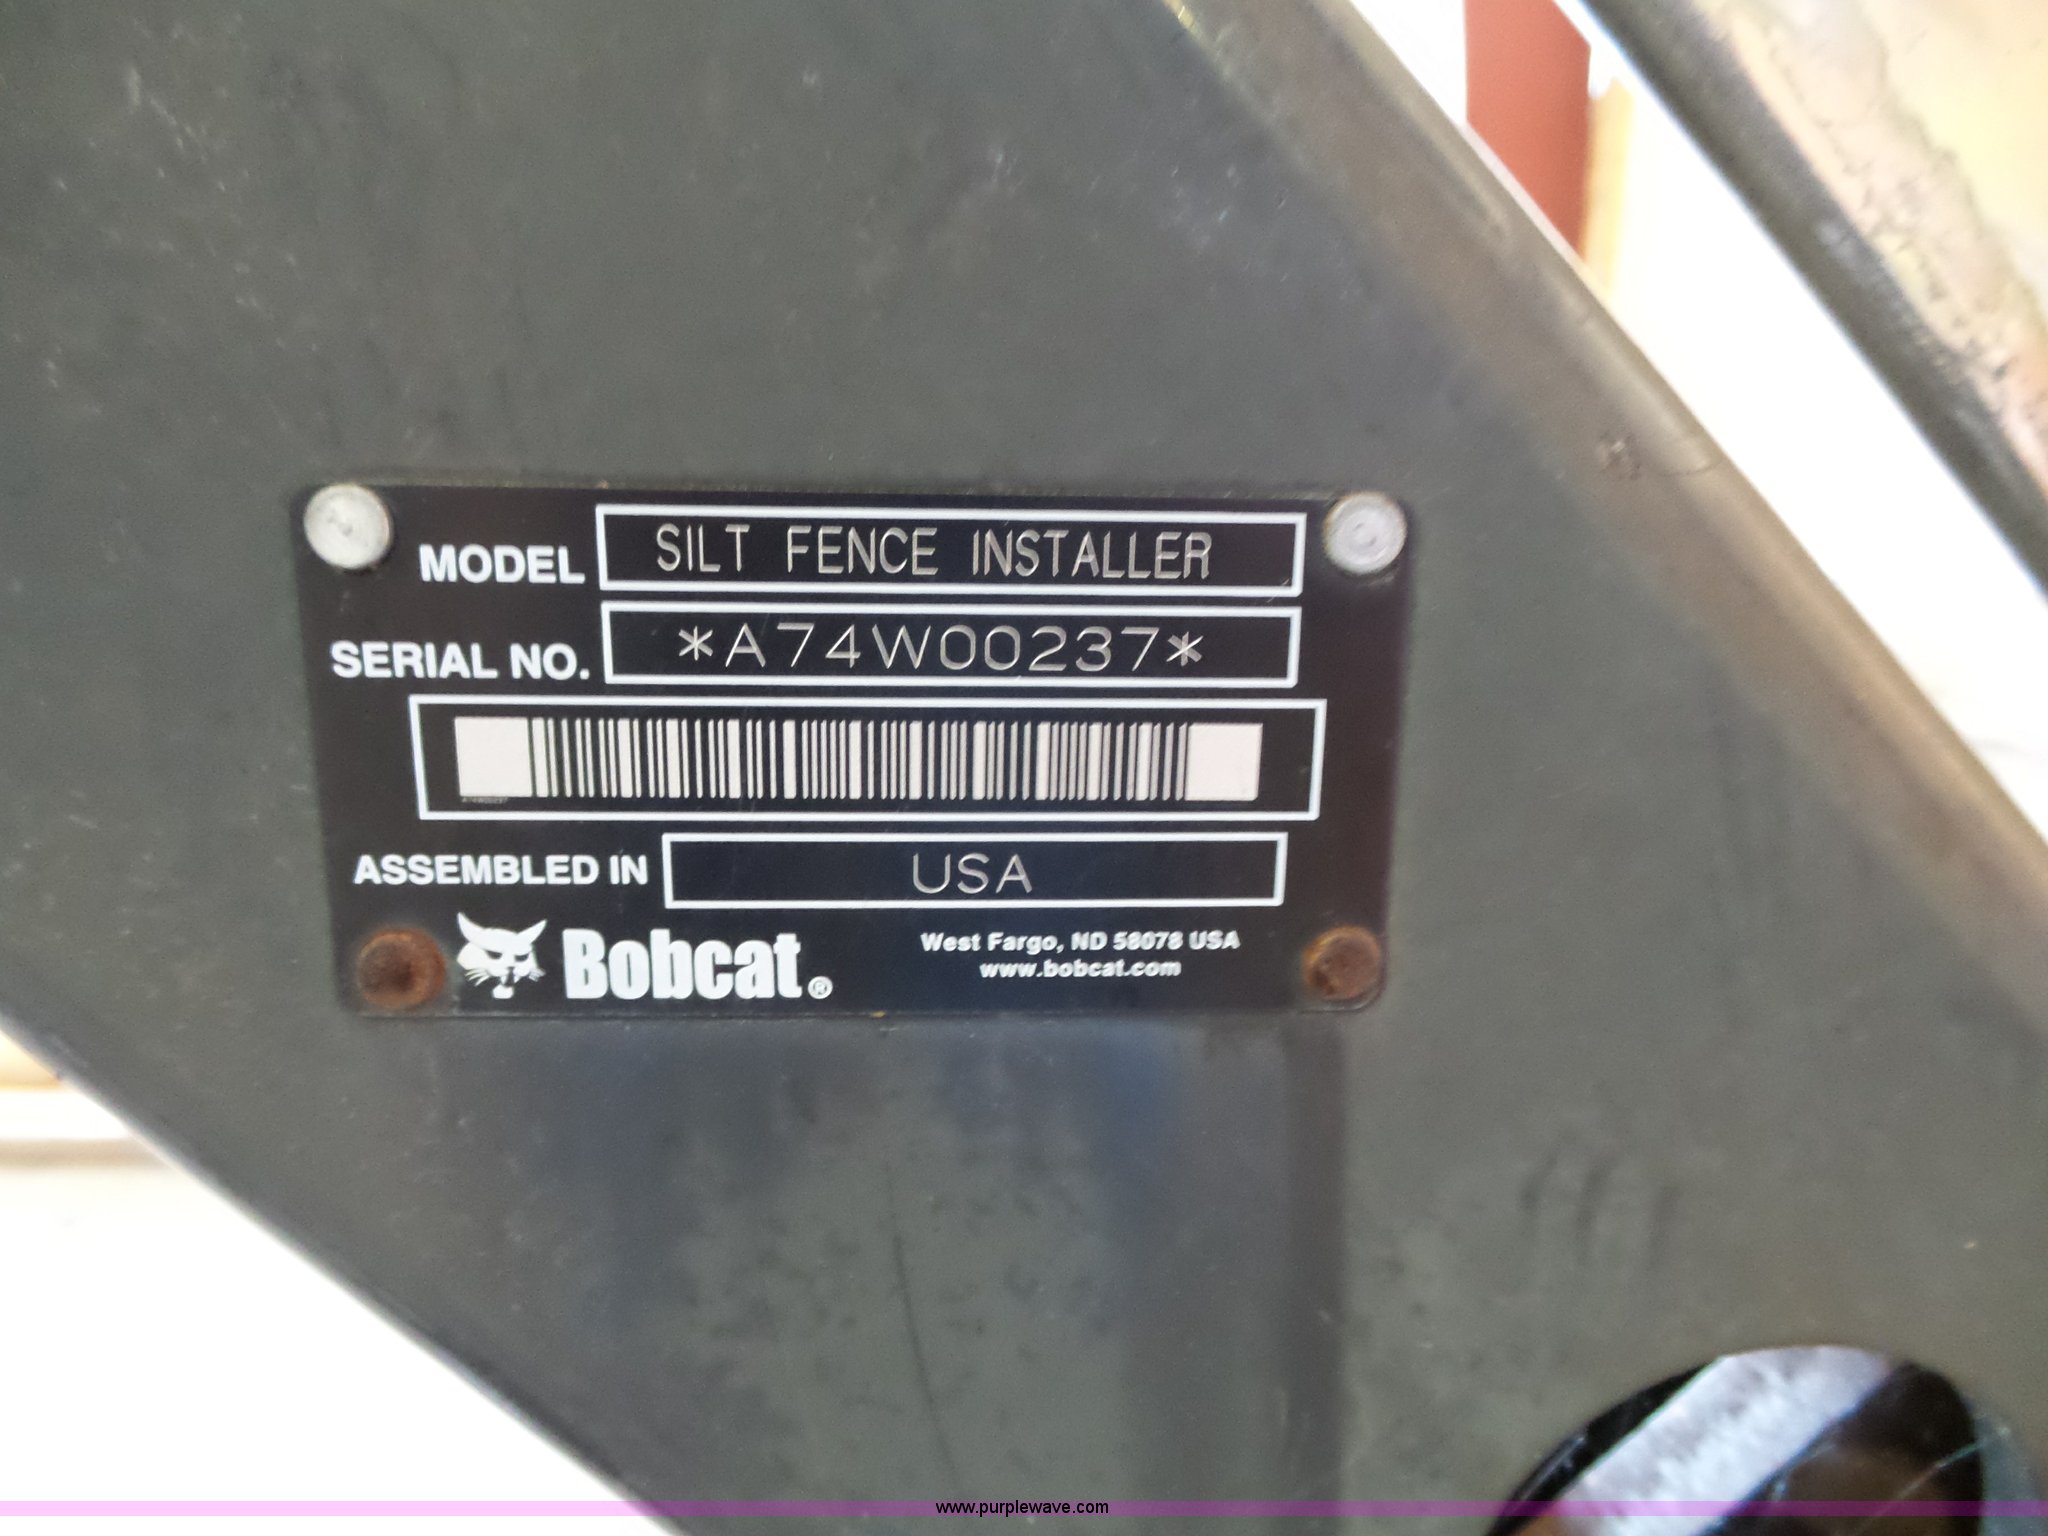 MODEL SILT FENCE INSTALLER
SERIAL NO. *A74W00237*
ASSEMBLED IN USA
Bobcat®
West Fargo, ND 58078 USA
www.bobcat.com
www.purplewave.com